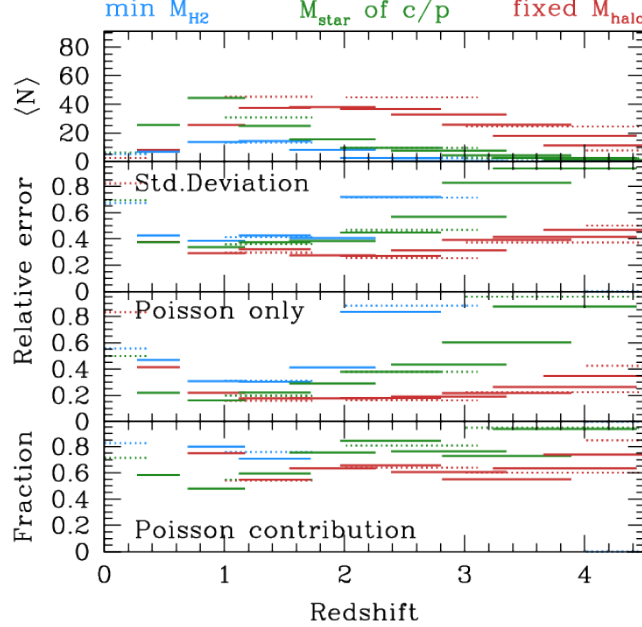 min M_H2 M_star of c/p fixed M_halo
80
60
40
20
0
⟨N⟩
Std.Deviation
0.8
0.6
0.4
0.2
0
Relative error
Poisson only
0.8
0.6
0.4
0.2
0
0.8
0.6
0.4
0.2
0
Fraction
Poisson contribution
0 1 2 3 4
Redshift